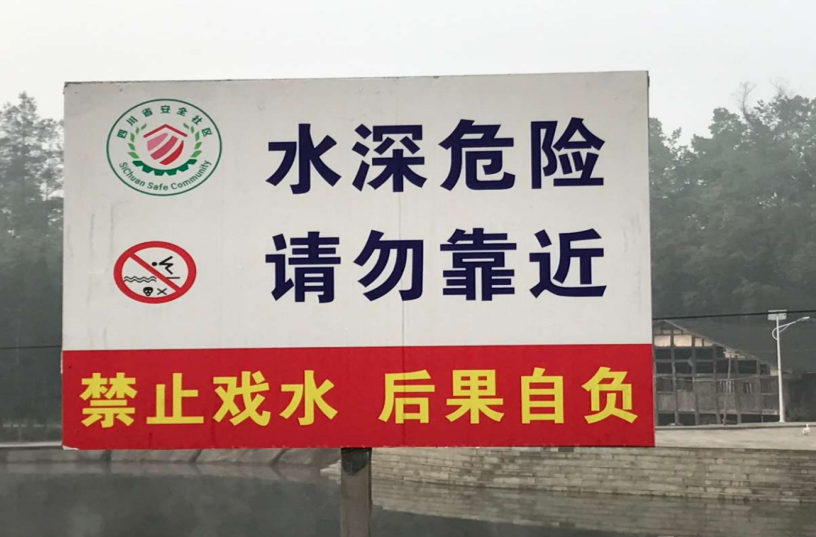 四川省安全社区
SiChuan Safe Community
水深危险
请勿靠近
禁止戏水 后果自负